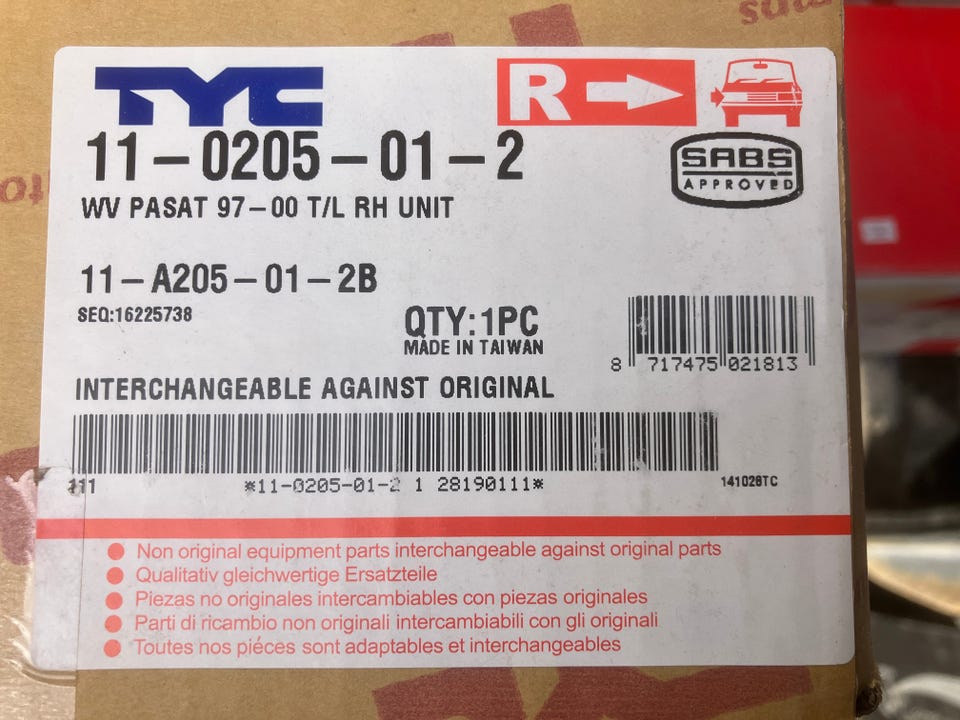 TYC
R
11-0205-01-2
SABS
APPROVED
WV PASAT 97-00 T/L RH UNIT
11-A205-01-2B
SEQ:16225738
QTY:1PC
MADE IN TAIWAN
8 717475 021813
INTERCHANGEABLE AGAINST ORIGINAL
*11-0205-01-2 1 28190111*
141028TC
Non original equipment parts interchangeable against original parts
Qualitativ gleichwertige Ersatzteile
Piezas no originales intercambiables con piezas originales
Parti di ricambio non originali intercambiabili con gli originali
Toutes nos piéces sont adaptables et interchangeables